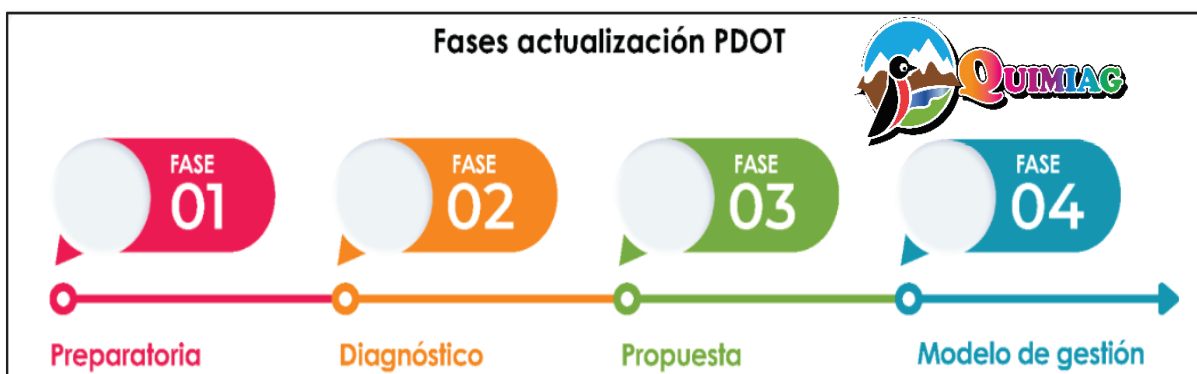 Fases actualización PDOT
QUIMIAG
FASE
01
FASE
02
FASE
03
FASE
04
Preparatoria
Diagnóstico
Propuesta
Modelo de gestión